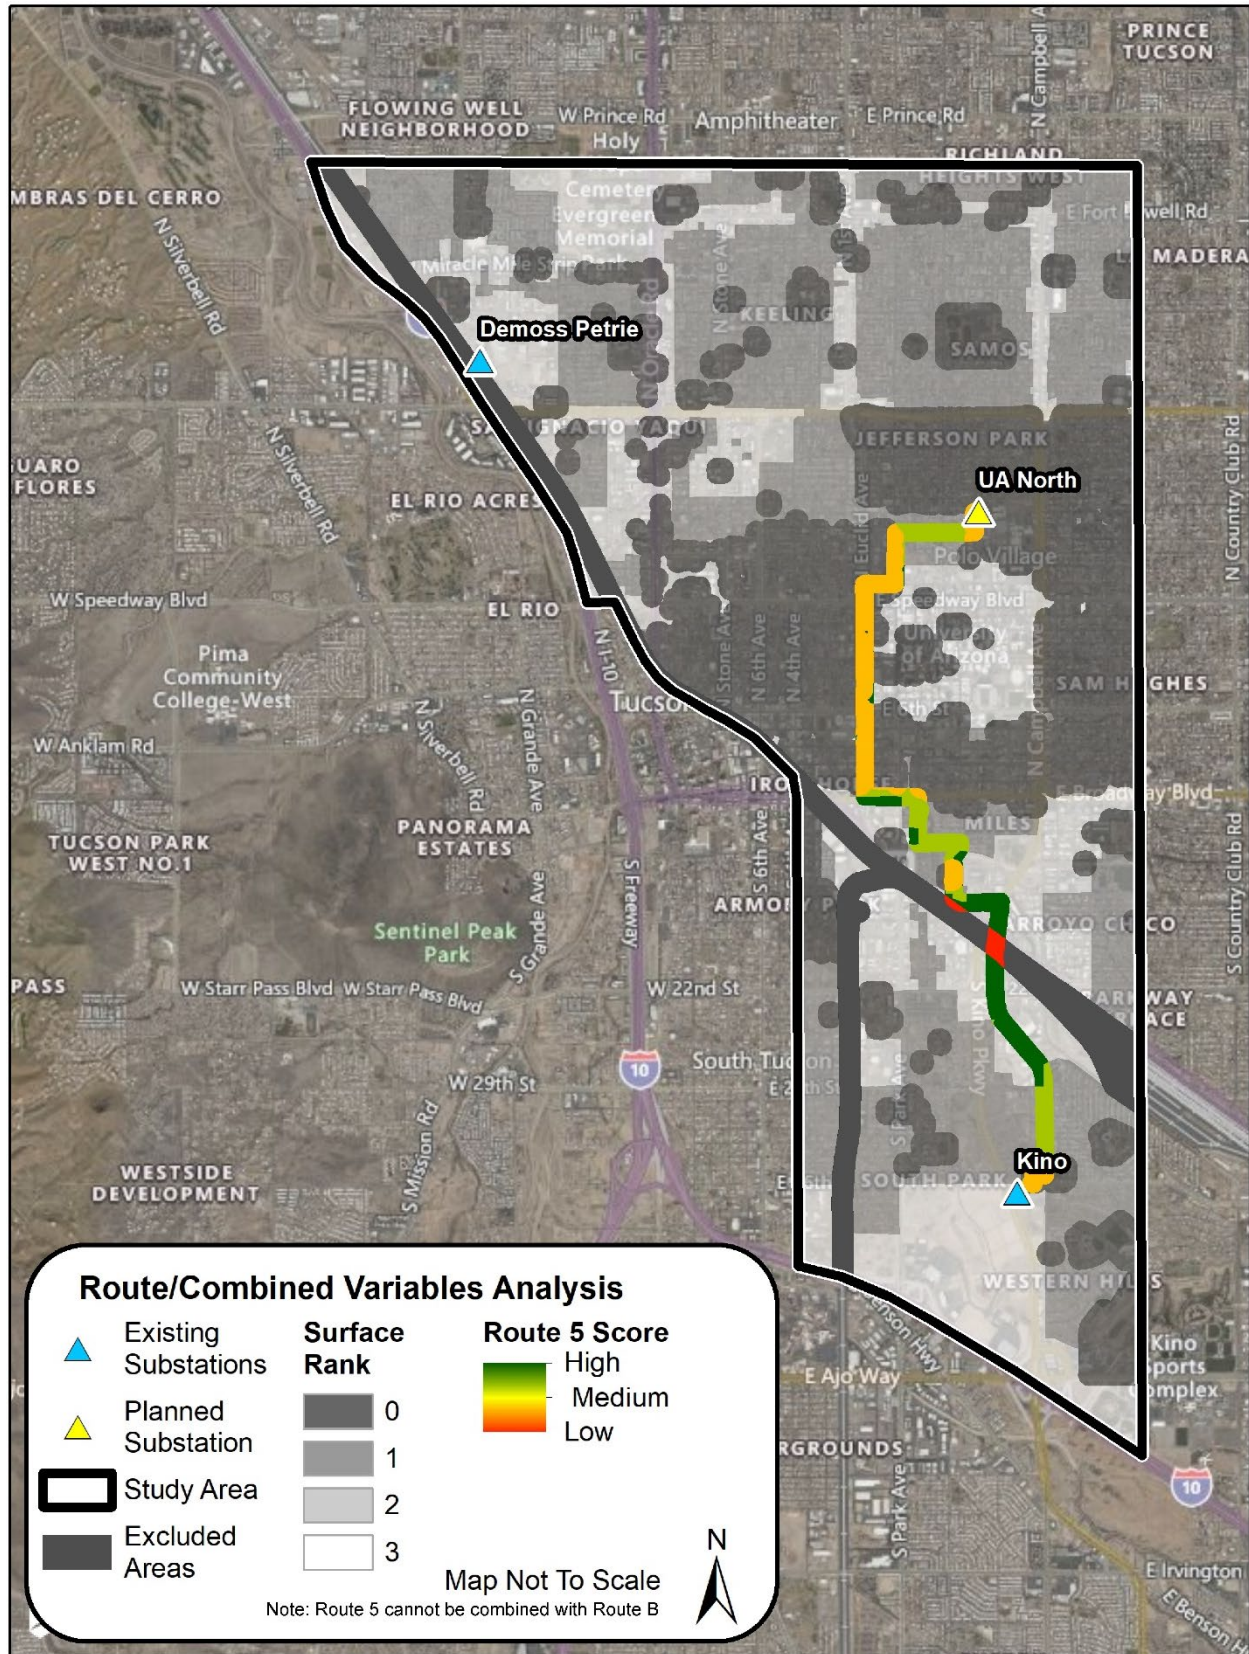 PRINCE
TUCSON
N Campbell A
FLOWING WELL
NEIGHBORHOOD
W Prince Rd
Amphitheater
E Prince Rd
Holy
RICHLAND
HEIGHTS WEST
MBRAS DEL CERRO
Cemeter
Evergreen
Memorial
N 1st Ave
N Silverbell Rd
Miracle Mile Strip
Park
N Stone Ave
MADERA
Demoss Petrie
KEELING
SAMOS
N Silverbell Rd
JEFFERSON PARK
N Country Club Rd
UARO
FLORES
EL RIO ACRES
UA North
Euclid Ave
Polo Village
W Speedway Blvd
EL RIO
E Speedway Blvd
N I-10
Stone Ave
N 6th Ave
N 4th Ave
University
of Arizona
Pima
Community
College-West
Tucson
E 6th St
SAM HUGHES
N Silverbell Rd
N Grande Ave
W Anklam Rd
TUCSON PARK
WEST NO.1
PANORAMA
ESTATES
S Freeway
S 6th Ave
MILES
S Country Club Rd
Sentinel Peak
Park
S Grande Ave
PASS
W Starr Pass Blvd
W Starr Pass Blvd
W 22nd St
S Kino Pkwy
10
South Tucson
W 29th St
S Park Ave
S Mission Rd
WESTSIDE
DEVELOPMENT
Kino
SOUTH PARK
WESTERN HILLS
Benson Hwy
Kino
Sports
Complex
E Ajo Way
RGROUNDS
S Park Ave
10
E Irvington
E Benson H
Route/Combined Variables Analysis
Existing
Substations
Planned
Substation
Study Area
Excluded
Areas
Surface
Rank
0
1
2
3
Route 5 Score
High
Medium
Low
N
Map Not To Scale
Note: Route 5 cannot be combined with Route B